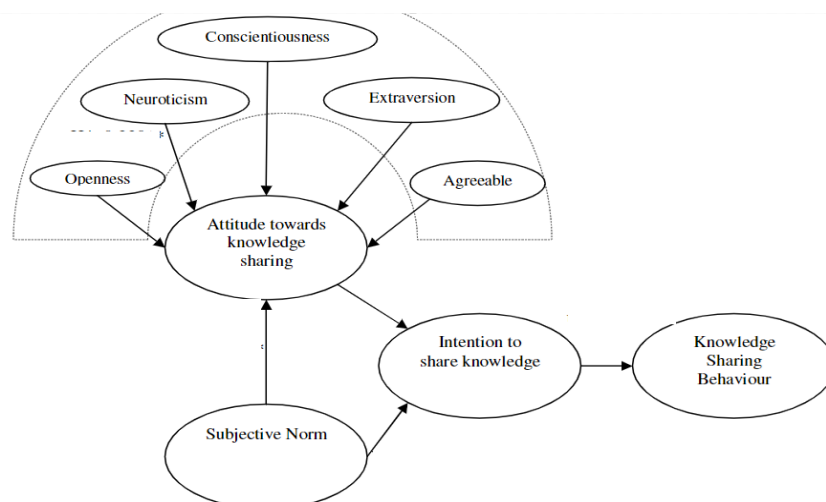 Conscientiousness
Neuroticism
Extraversion
Openness
Agreeable
Attitude towards
knowledge
sharing
Intention to
share knowledge
Knowledge
Sharing
Behaviour
Subjective Norm